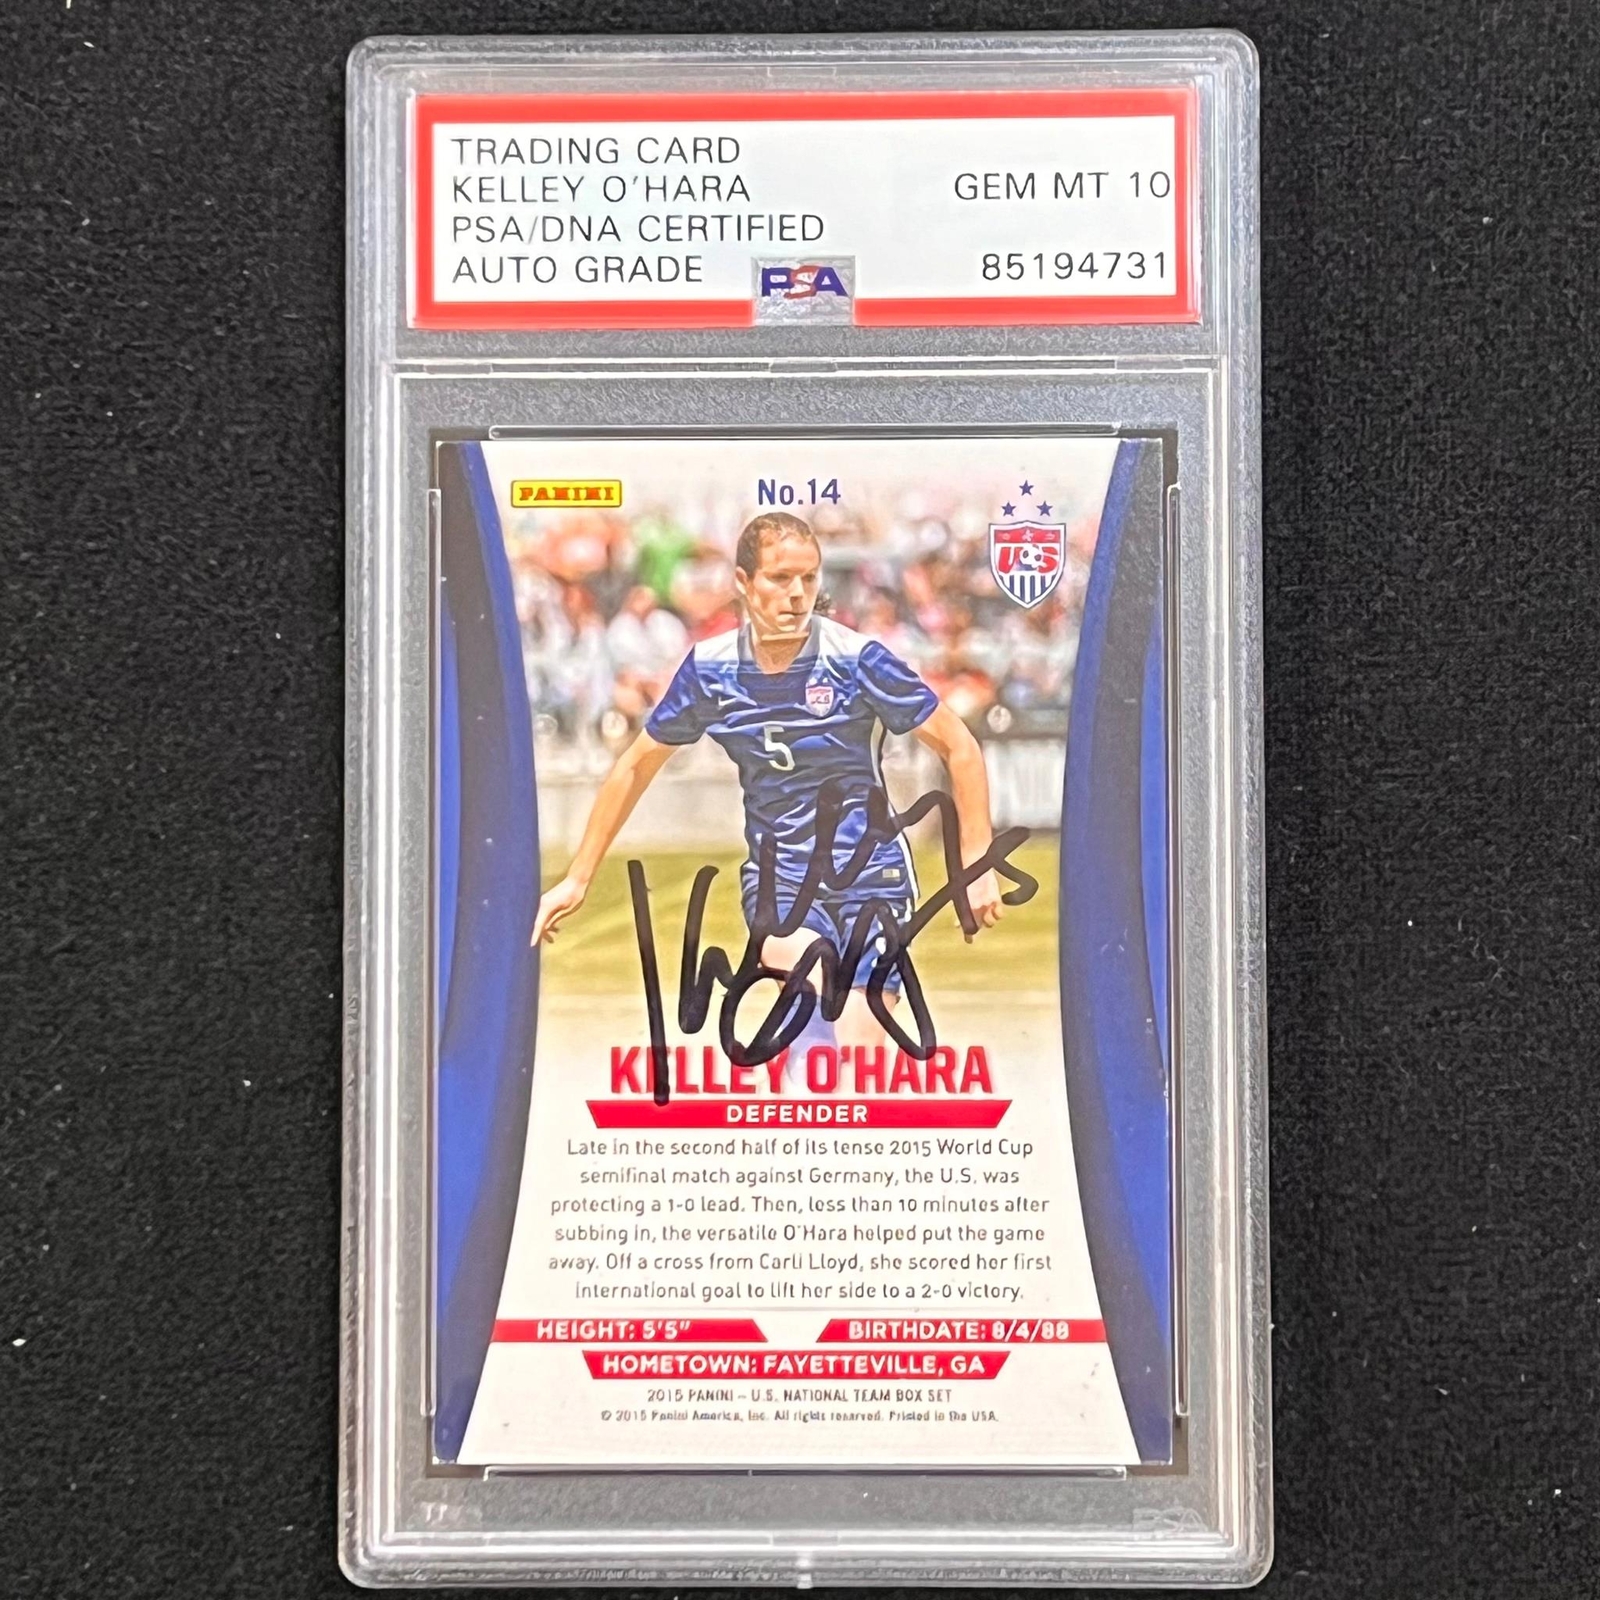 TRADING CARD
KELLEY O'HARA GEM MT 10
PSA/DNA CERTIFIED
AUTO GRADE PSA 85194731
PANINI No.14
US
5
KELLEY O'HARA
DEFENDER
Late in the second half of its tense 2015 World Cup
semifinal match against Germany, the U.S. was
protecting a 1-0 lead. Then, less than 10 minutes after
subbing in, the versatile O'Hara helped put the game
away. Off a cross from Carli Lloyd, she scored her first
international goal to lift her side to a 2-0 victory.
HEIGHT: 5'5" BIRTHDATE: 8/4/88
HOMETOWN: FAYETTEVILLE, GA
2015 PANINI – U.S. NATIONAL TEAM BOX SET
© 2015 Panini America, Inc. All rights reserved. Printed in the USA.
PSA